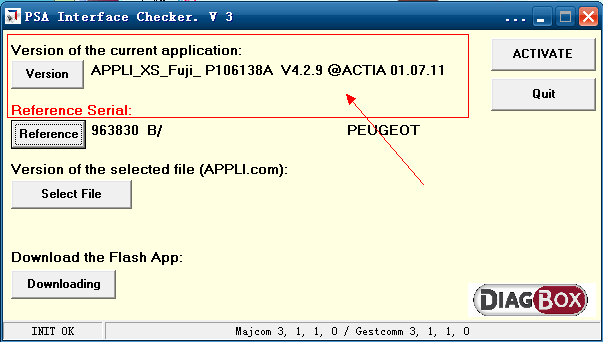 PSA Interface Checker. V 3
Version of the current application:
ACTIVATE
Version APPLI_XS_Fuji_ P106138A V4.2.9 @ACTIA 01.07.11
Quit
Reference Serial:
Reference 963830 B/ PEUGEOT
Version of the selected file (APPLI.com):
Select File
Download the Flash App:
Downloading
DIAGBOX
INIT OK Majcom 3, 1, 1, 0 / Gestcomm 3, 1, 1, 0